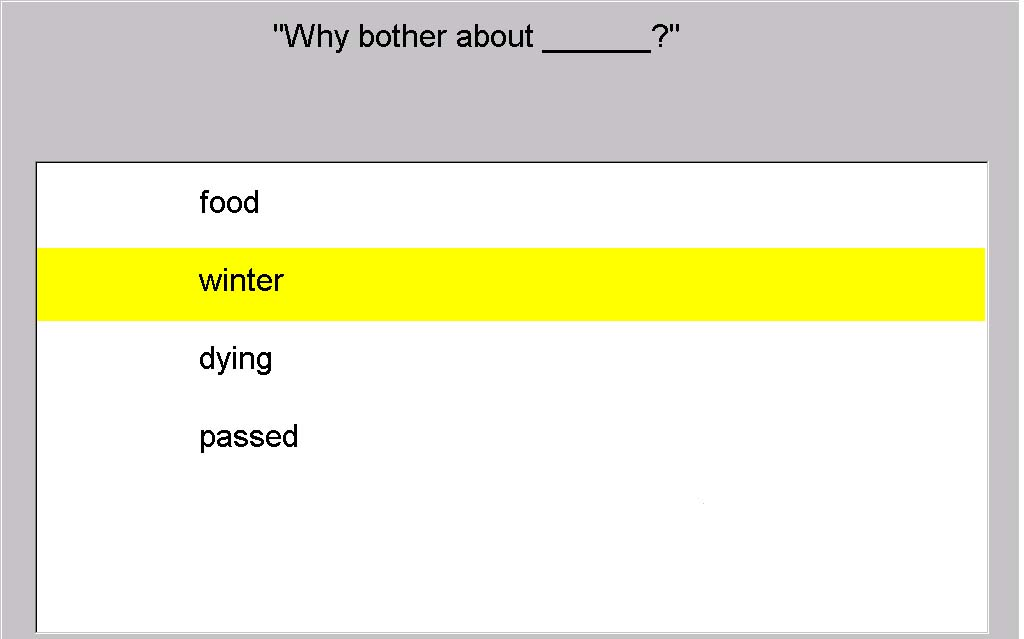 "Why bother about ______?"
food
winter
dying
passed